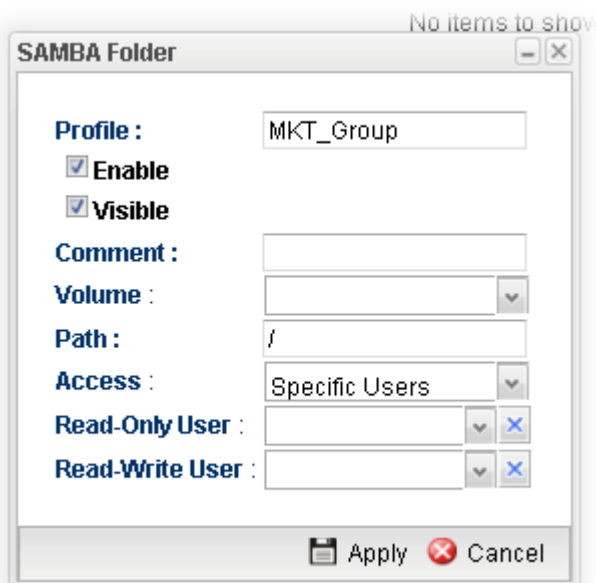 No items to show
SAMBA Folder
Profile : MKT_Group
Enable
Visible
Comment :
Volume :
Path : /
Access : Specific Users
Read-Only User :
Read-Write User :
Apply Cancel